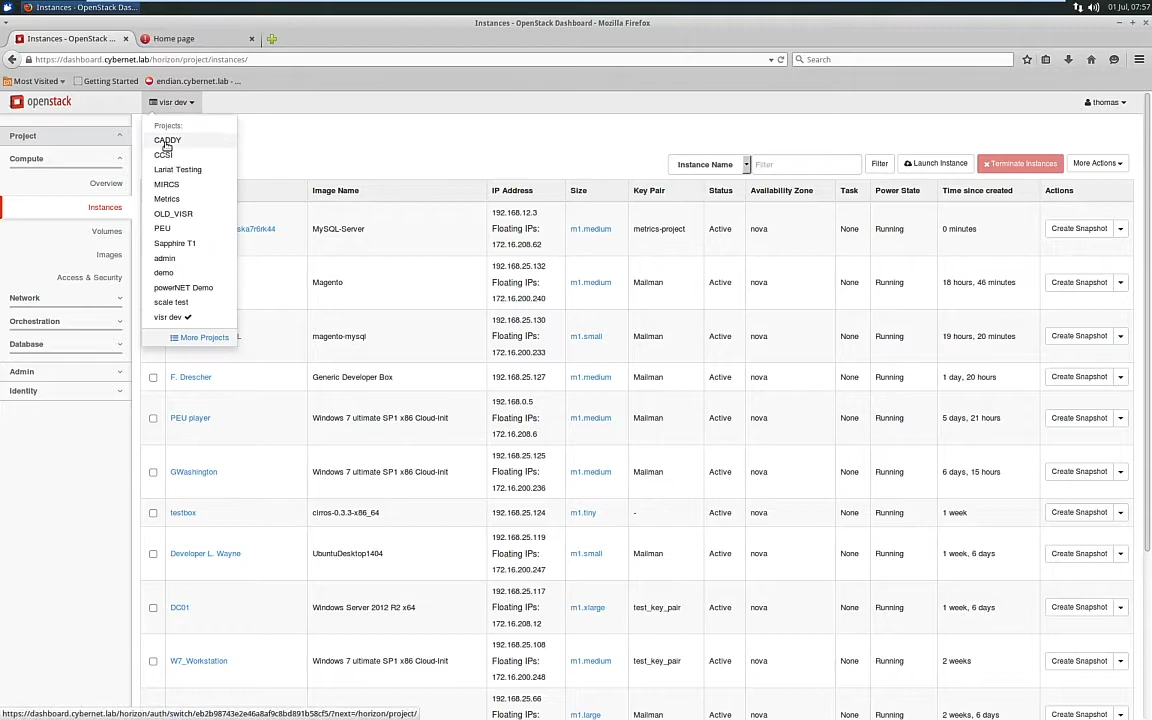 Instances - OpenStack Das...
01 Jul, 07:57
Instances - OpenStack Dashboard - Mozilla Firefox
Instances - OpenStack ...
Home page
https://dashboard.cybernet.lab/horizon/project/instances/
Search
Most Visited
Getting Started
endian.cybernet.lab - ...
openstack
visr dev
thomas
Project
Compute
Overview
Instances
Volumes
Images
Access & Security
Network
Orchestration
Database
Admin
Identity
Projects:
CADDY
CCSI
Lariat Testing
MIRCS
Metrics
OLD_VISR
PEU
Sapphire T1
admin
demo
powerNET Demo
scale test
visr dev
More Projects
Instance Name
Filter
Filter
Launch Instance
Terminate Instances
More Actions
Image Name
IP Address
Size
Key Pair
Status
Availability Zone
Task
Power State
Time since created
Actions
ska7r6rk44
MySQL-Server
192.168.12.3
Floating IPs:
172.16.208.62
m1.medium
metrics-project
Active
nova
None
Running
0 minutes
Create Snapshot
Magento
192.168.25.132
Floating IPs:
172.16.200.240
m1.medium
Mailman
Active
nova
None
Running
18 hours, 46 minutes
Create Snapshot
L
magento-mysql
192.168.25.130
Floating IPs:
172.16.200.233
m1.small
Mailman
Active
nova
None
Running
19 hours, 20 minutes
Create Snapshot
F. Drescher
Generic Developer Box
192.168.25.127
m1.medium
Mailman
Active
nova
None
Running
1 day, 20 hours
Create Snapshot
PEU player
Windows 7 ultimate SP1 x86 Cloud-Init
192.168.0.5
Floating IPs:
172.16.208.6
m1.medium
Mailman
Active
nova
None
Running
5 days, 21 hours
Create Snapshot
GWashington
Windows 7 ultimate SP1 x86 Cloud-Init
192.168.25.125
Floating IPs:
172.16.200.236
m1.medium
Mailman
Active
nova
None
Running
6 days, 15 hours
Create Snapshot
testbox
cirros-0.3.3-x86_64
192.168.25.124
m1.tiny
-
Active
nova
None
Running
1 week
Create Snapshot
Developer L. Wayne
UbuntuDesktop1404
192.168.25.119
Floating IPs:
172.16.200.247
m1.small
Mailman
Active
nova
None
Running
1 week, 6 days
Create Snapshot
DC01
Windows Server 2012 R2 x64
192.168.25.117
Floating IPs:
172.16.208.12
m1.xlarge
test_key_pair
Active
nova
None
Running
1 week, 6 days
Create Snapshot
W7_Workstation
Windows 7 ultimate SP1 x86 Cloud-Init
192.168.25.108
Floating IPs:
172.16.200.248
m1.medium
test_key_pair
Active
nova
None
Running
2 weeks
Create Snapshot
192.168.25.66
Floating IPs:
m1.large
Mailman
Active
nova
None
Running
2 weeks, 6 days
Create Snapshot
https://dashboard.cybernet.lab/horizon/auth/switch/eb2b98743e2e46a8af9c8bd891b58cf5/?next=/horizon/project/